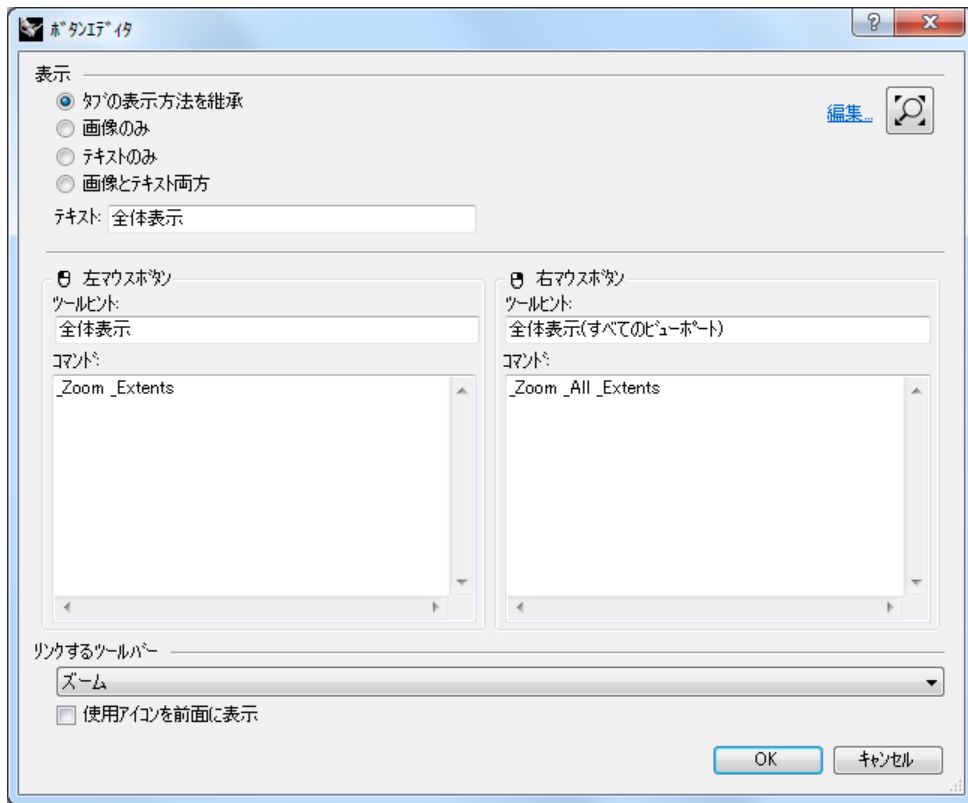 ボタンエディタ
表示
タブの表示方法を継承
画像のみ
テキストのみ
画像とテキスト両方
編集...
テキスト: 全体表示
左マウスボタン
ツールヒント:
全体表示
コマンド:
_Zoom _Extents
右マウスボタン
ツールヒント:
全体表示(すべてのビューポート)
コマンド:
_Zoom _All _Extents
リンクするツールバー
ズーム
使用アイコンを前面に表示
OK キャンセル